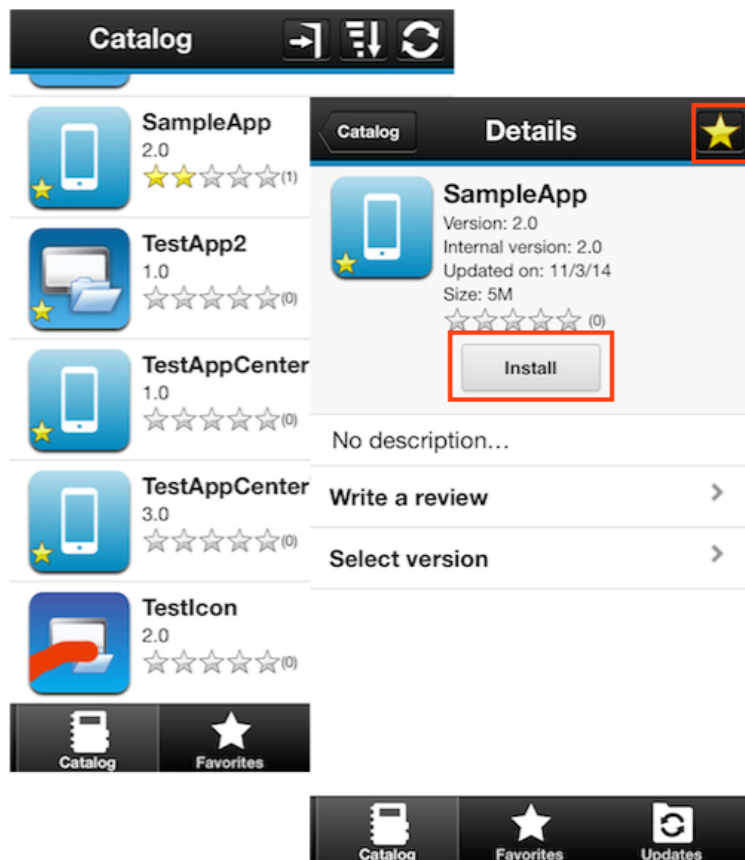 Catalog
SampleApp
2.0
(1)
TestApp2
1.0
(0)
TestAppCenter
1.0
(0)
TestAppCenter
3.0
(0)
TestIcon
2.0
(0)
Catalog
Favorites
Catalog
Details
SampleApp
Version: 2.0
Internal version: 2.0
Updated on: 11/3/14
Size: 5M
(0)
Install
No description...
Write a review
Select version
Catalog
Favorites
Updates